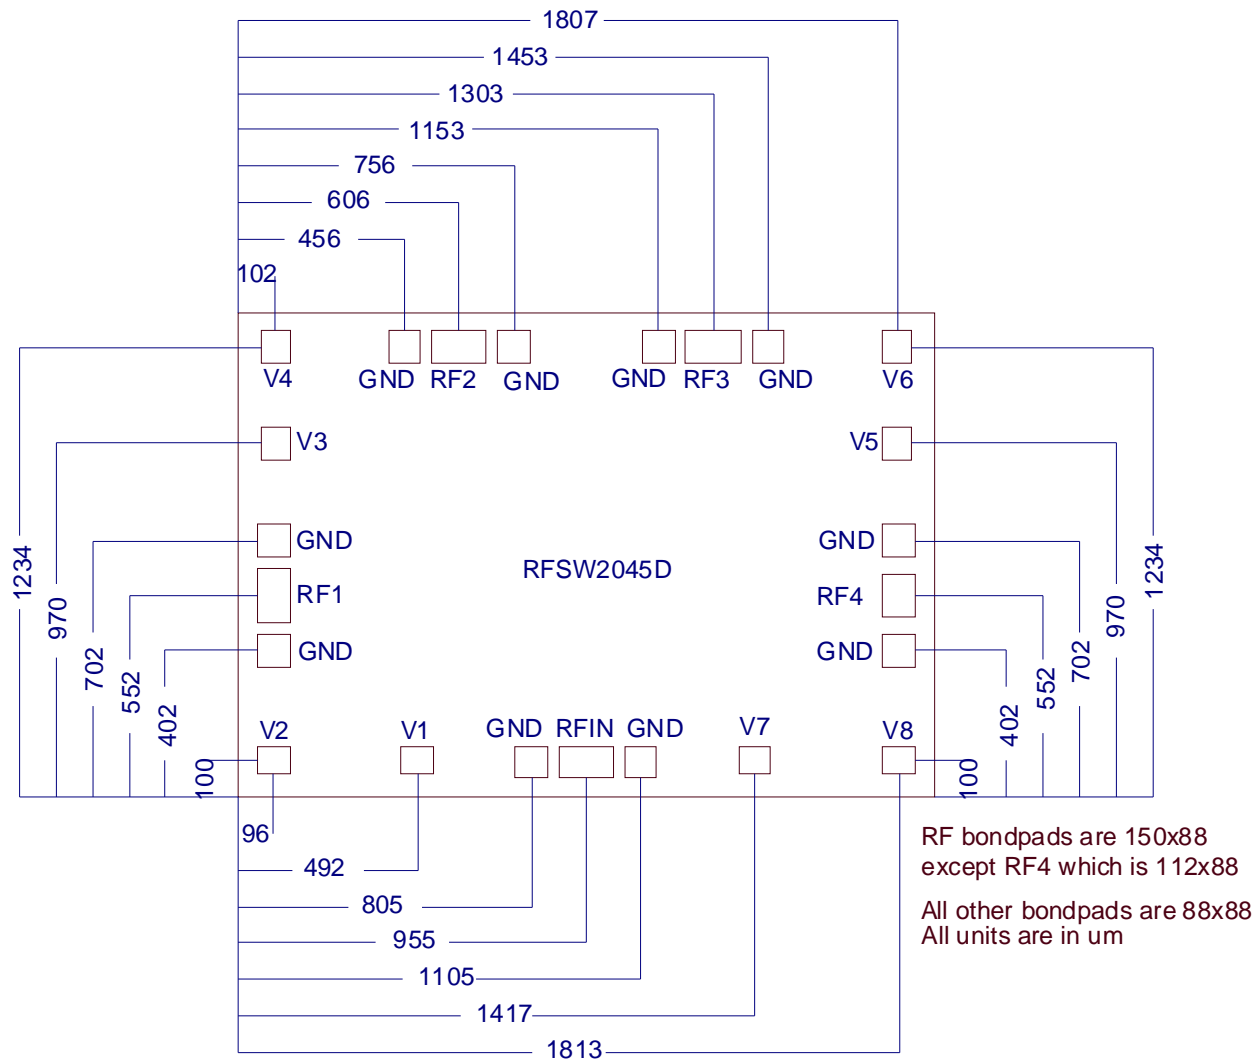 1807
1453
1303
1153
756
606
456
102
V4
GND
RF2
GND
GND
RF3
GND
V6
V3
V5
GND
GND
RFSW2045D
RF1
RF4
GND
GND
1234
970
702
552
402
100
1234
970
702
552
402
100
V2
V1
GND
RFIN
GND
V7
V8
96
492
805
955
1105
1417
1813
RF bondpads are 150x88
except RF4 which is 112x88
All other bondpads are 88x88
All units are in um